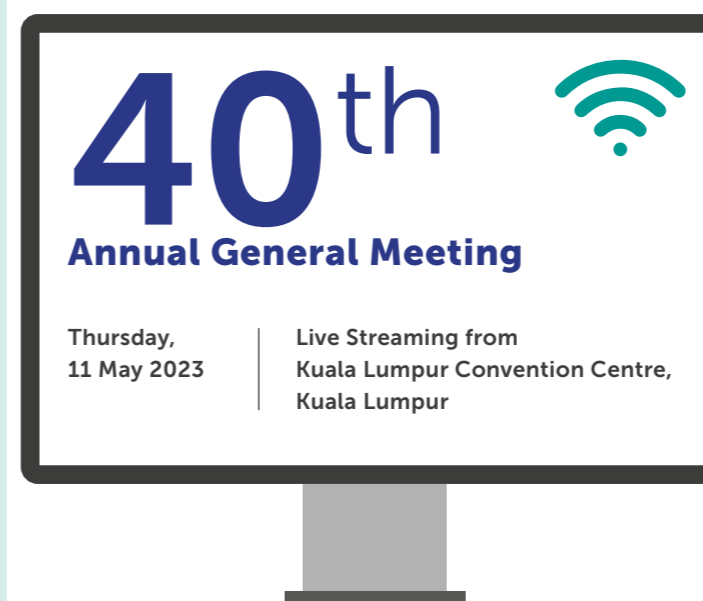 40th
Annual General Meeting
Thursday,
11 May 2023
Live Streaming from
Kuala Lumpur Convention Centre,
Kuala Lumpur